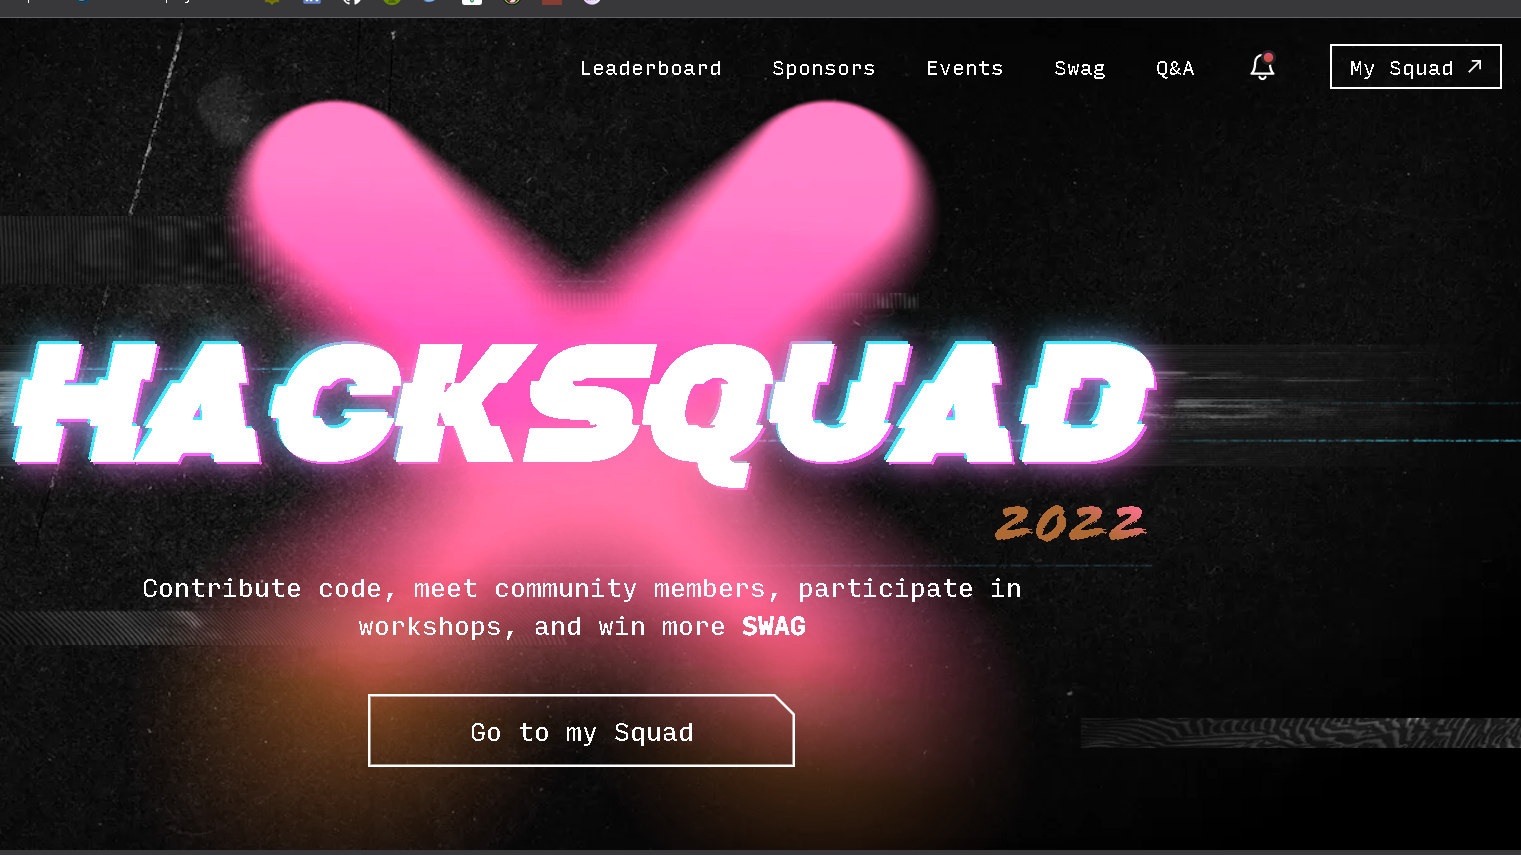 Leaderboard Sponsors Events Swag Q&A My Squad ↗
HACKSQUAD
2022
Contribute code, meet community members, participate in
workshops, and win more SWAG
Go to my Squad